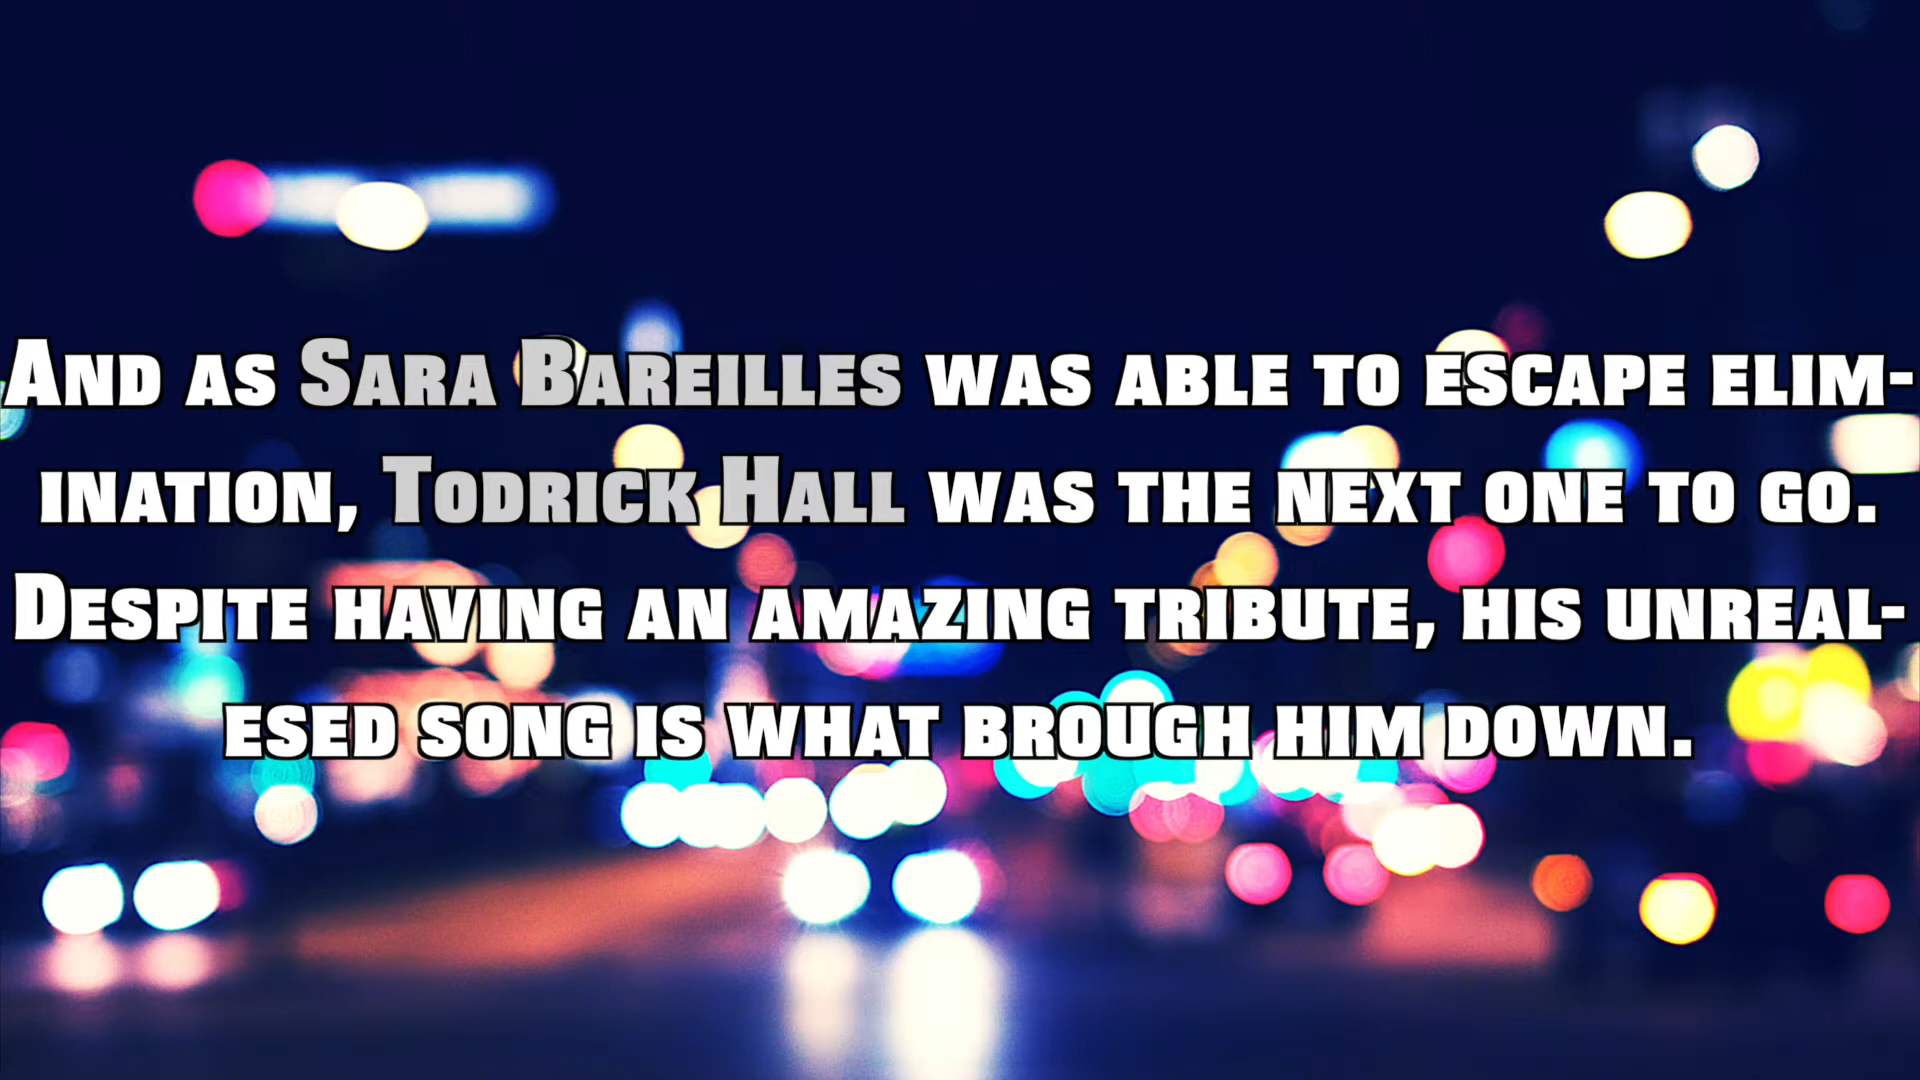 And as Sara Bareilles was able to escape elim-
ination, Todrick Hall was the next one to go.
Despite having an amazing tribute, his unreal-
esed song is what brough him down.